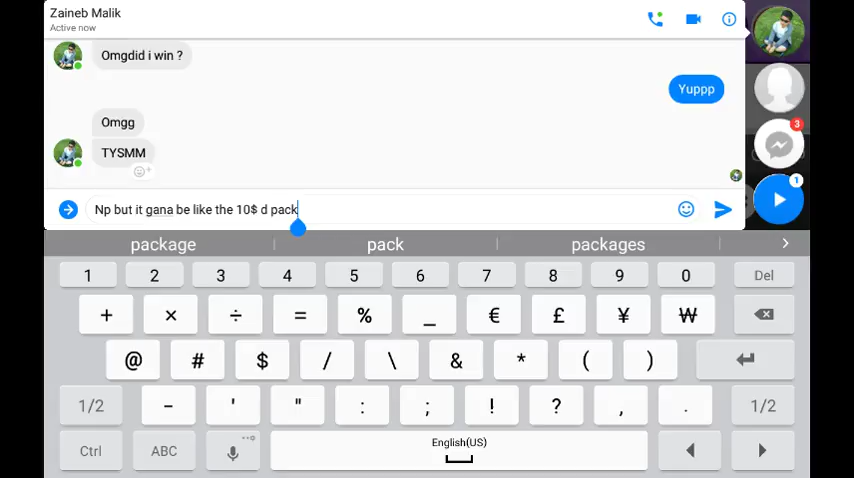 Zaineb Malik
Active now
Omgdid i win ?
Yuppp
Omgg
TYSMM
3
1
Np but it gana be like the 10$ d pack
package pack packages
1 2 3 4 5 6 7 8 9 0 Del
+ × ÷ = % _ € £ ¥ ₩
@ # $ / \ & * ( )
1/2 - ' " : ; ! ? , . 1/2
Ctrl ABC English(US)